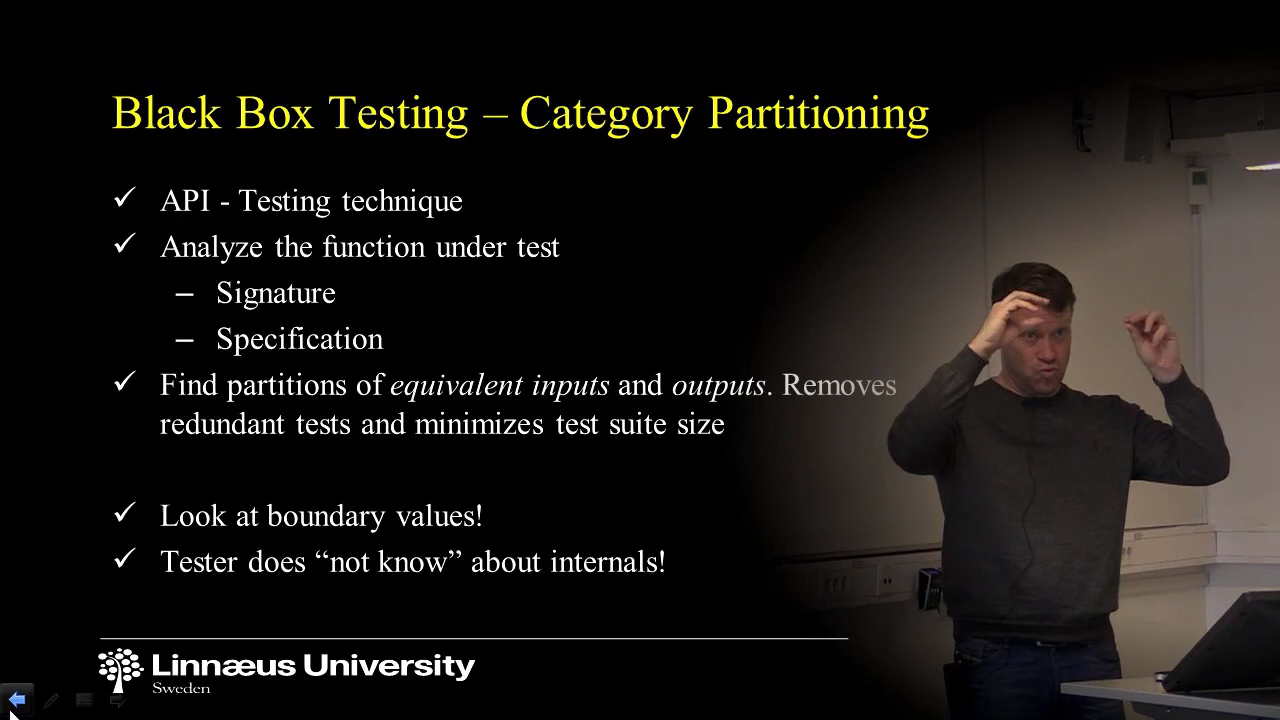 Black Box Testing – Category Partitioning
✓ API - Testing technique
✓ Analyze the function under test
– Signature
– Specification
✓ Find partitions of equivalent inputs and outputs. Removes
redundant tests and minimizes test suite size
✓ Look at boundary values!
✓ Tester does “not know” about internals!
Linnæus University
Sweden